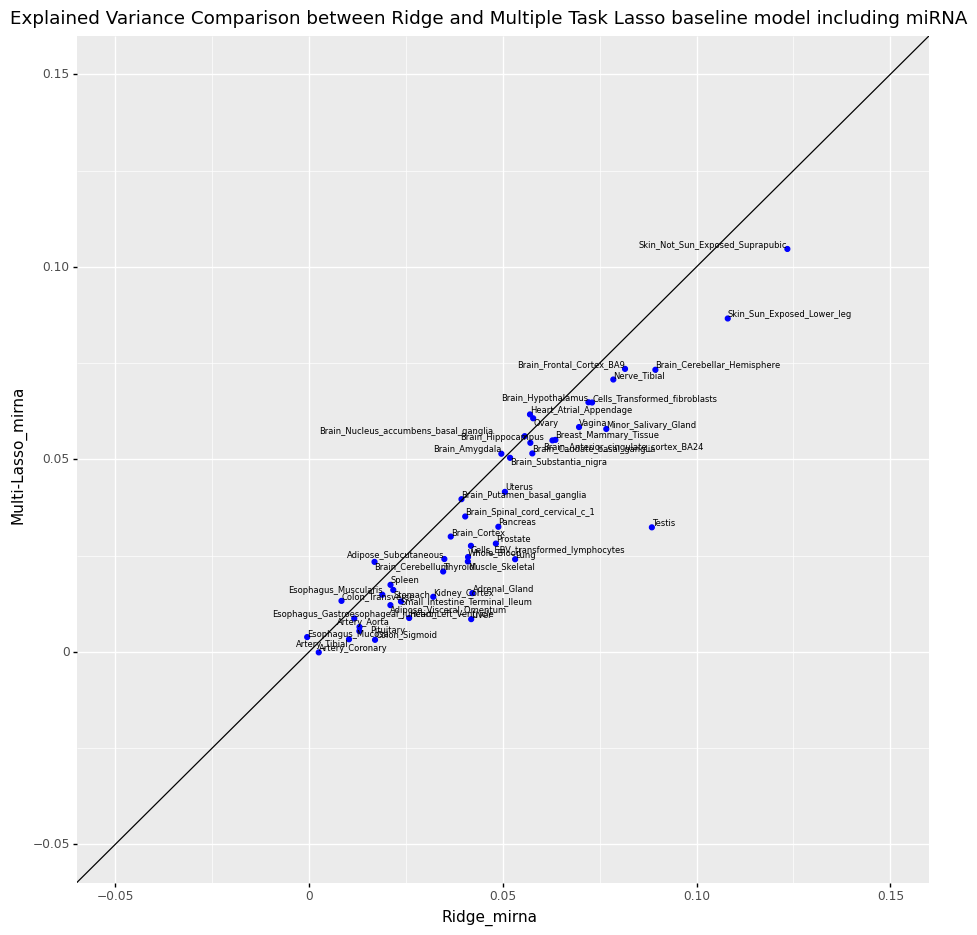 Explained Variance Comparison between Ridge and Multiple Task Lasso baseline model including miRNA
0.15
0.10
0.05
0
−0.05
Multi-Lasso_mirna
Skin_Not_Sun_Exposed_Suprapubic
Skin_Sun_Exposed_Lower_leg
Brain_Frontal_Cortex_BA9
Brain_Cerebellar_Hemisphere
Nerve_Tibial
Brain_Hypothalamus
Cells_Transformed_fibroblasts
Heart_Atrial_Appendage
Ovary
Vagina
Minor_Salivary_Gland
Brain_Nucleus_accumbens_basal_ganglia
Brain_Hippocampus
Breast_Mammary_Tissue
Brain_Anterior_cingulate_cortex_BA24
Brain_Amygdala
Brain_Caudate_basal_ganglia
Brain_Substantia_nigra
Uterus
Brain_Putamen_basal_ganglia
Brain_Spinal_cord_cervical_c_1
Pancreas
Testis
Brain_Cortex
Prostate
Cells_EBV_transformed_lymphocytes
Adipose_Subcutaneous
Whole_Blood
Lung
Brain_Cerebellum
Thyroid
Muscle_Skeletal
Spleen
Esophagus_Muscularis
Stomach
Kidney_Cortex
Adrenal_Gland
Colon_Transverse
Small_Intestine_Terminal_Ileum
Adipose_Visceral_Omentum
Esophagus_Gastroesophageal_Junction
Heart_Left_Ventricle
Liver
Artery_Aorta
Pituitary
Esophagus_Mucosa
Colon_Sigmoid
Artery_Tibial
Artery_Coronary
−0.05
0
0.05
0.10
0.15
Ridge_mirna